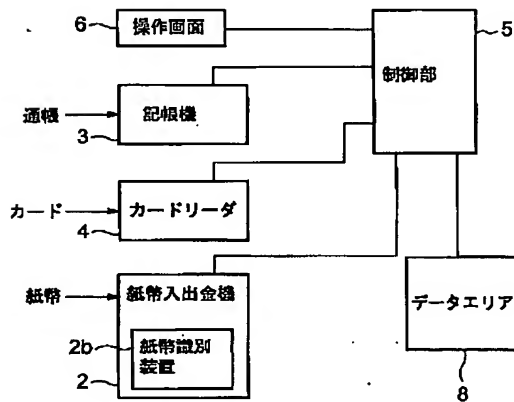 6
操作画面
5
制御部
通帳
記帳機
3
カード
カードリーダ
4
紙幣
紙幣入出金機
2b
紙幣識別
装置
2
データエリア
8